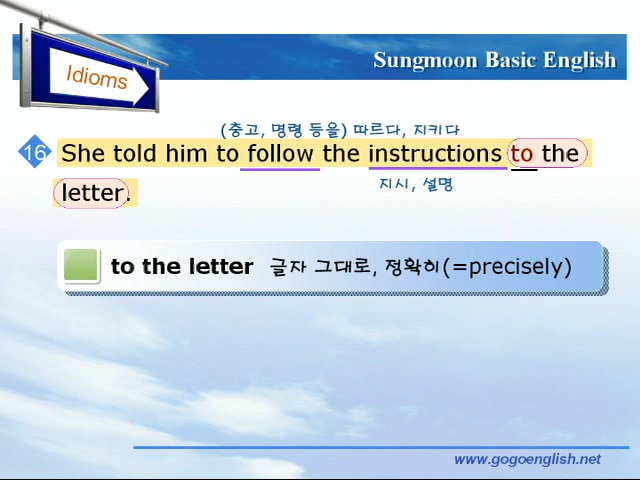 Idioms
Sungmoon Basic English
(충고, 명령 등을) 따르다, 지키다
16 She told him to follow the instructions to the
지시, 설명
letter.
to the letter 글자 그대로, 정확히(=precisely)
www.gogoenglish.net